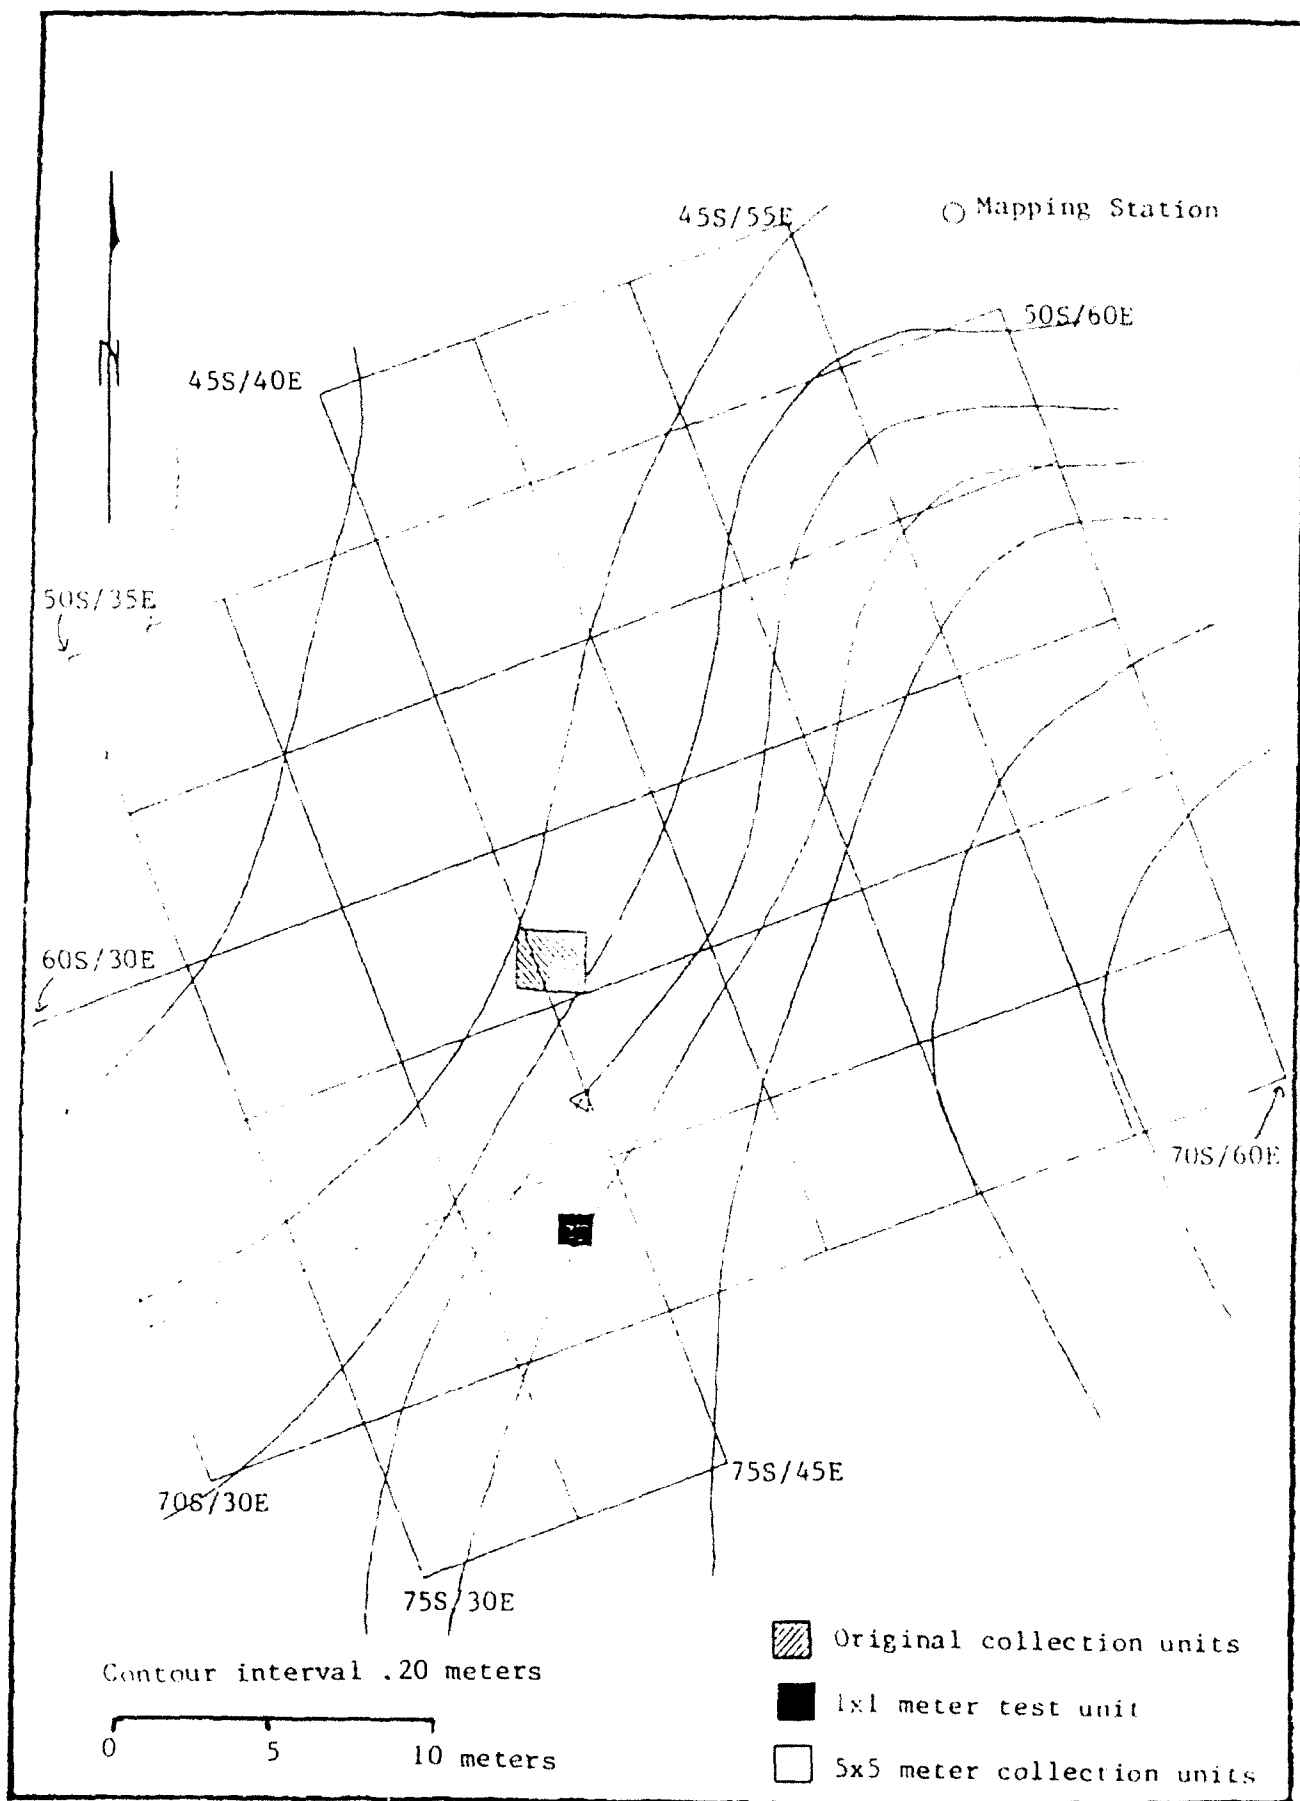 45S/55E
Mapping Station
50S/60E
45S/40E
N
50S/35E
60S/30E
70S/60E
75S/45E
70S/30E
75S/30E
Original collection units
Contour interval .20 meters
1x1 meter test unit
0 5 10 meters
5x5 meter collection units